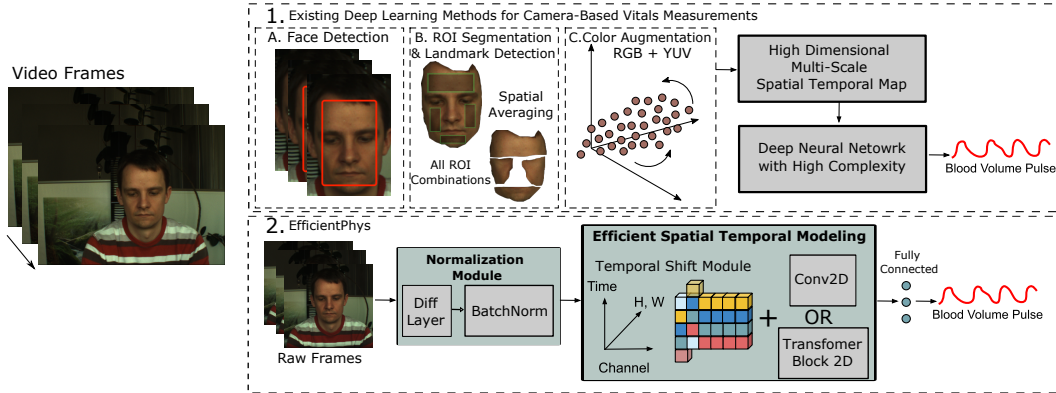 Video Frames
1. Existing Deep Learning Methods for Camera-Based Vitals Measurements
A. Face Detection
B. ROI Segmentation
& Landmark Detection
Spatial
Averaging
All ROI
Combinations
C.Color Augmentation
RGB + YUV
High Dimensional
Multi-Scale
Spatial Temporal Map
Deep Neural Netowrk
with High Complexity
Blood Volume Pulse
2. EfficientPhys
Raw Frames
Normalization
Module
Diff
Layer
BatchNorm
Efficient Spatial Temporal Modeling
Temporal Shift Module
Time
H, W
Channel
+
Conv2D
OR
Transfomer
Block 2D
Fully
Connected
Blood Volume Pulse